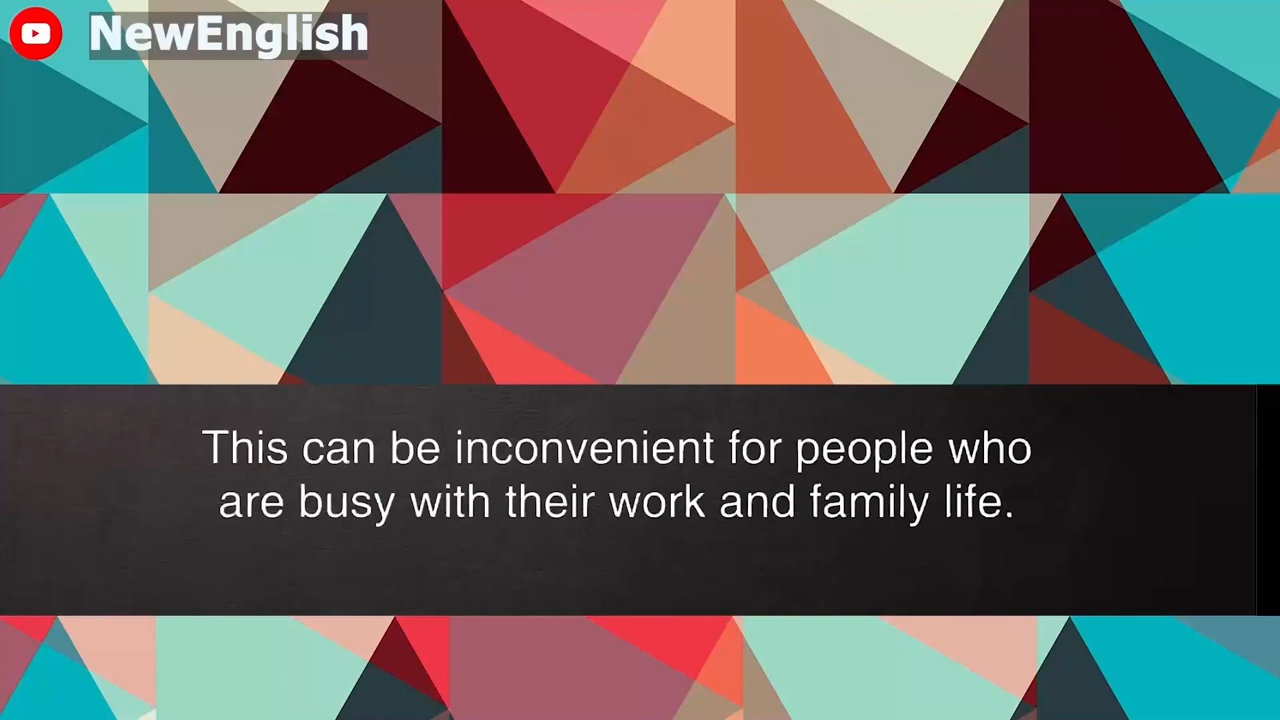 NewEnglish
This can be inconvenient for people who
are busy with their work and family life.